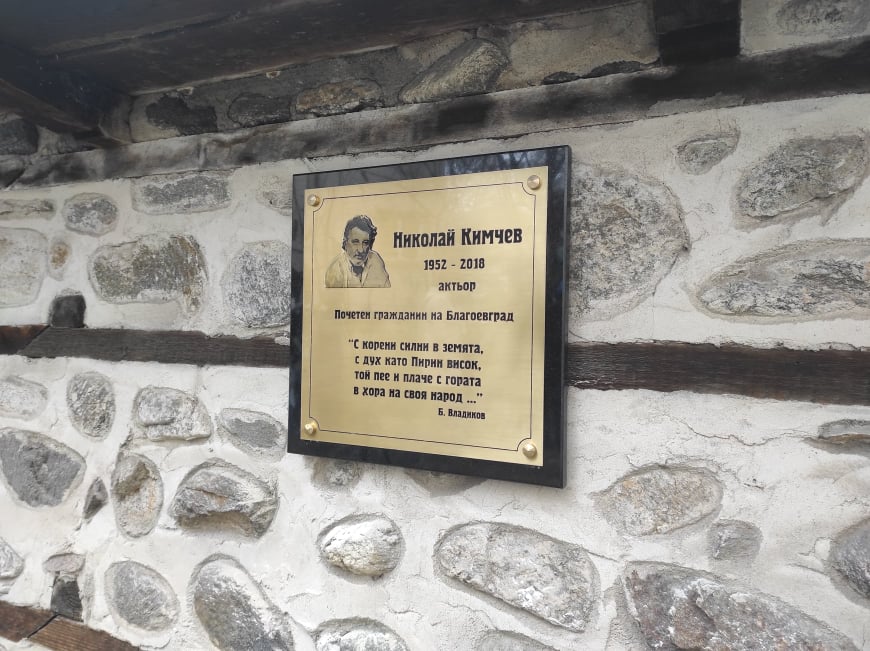 Николай Кимчев
1952 - 2018
актьор
Почетен гражданин на Благоевград
"С корени силни в земята,
с дух като Пирин висок,
той пее и плаче с гората
в хора на своя народ ..."
Б. Владиков